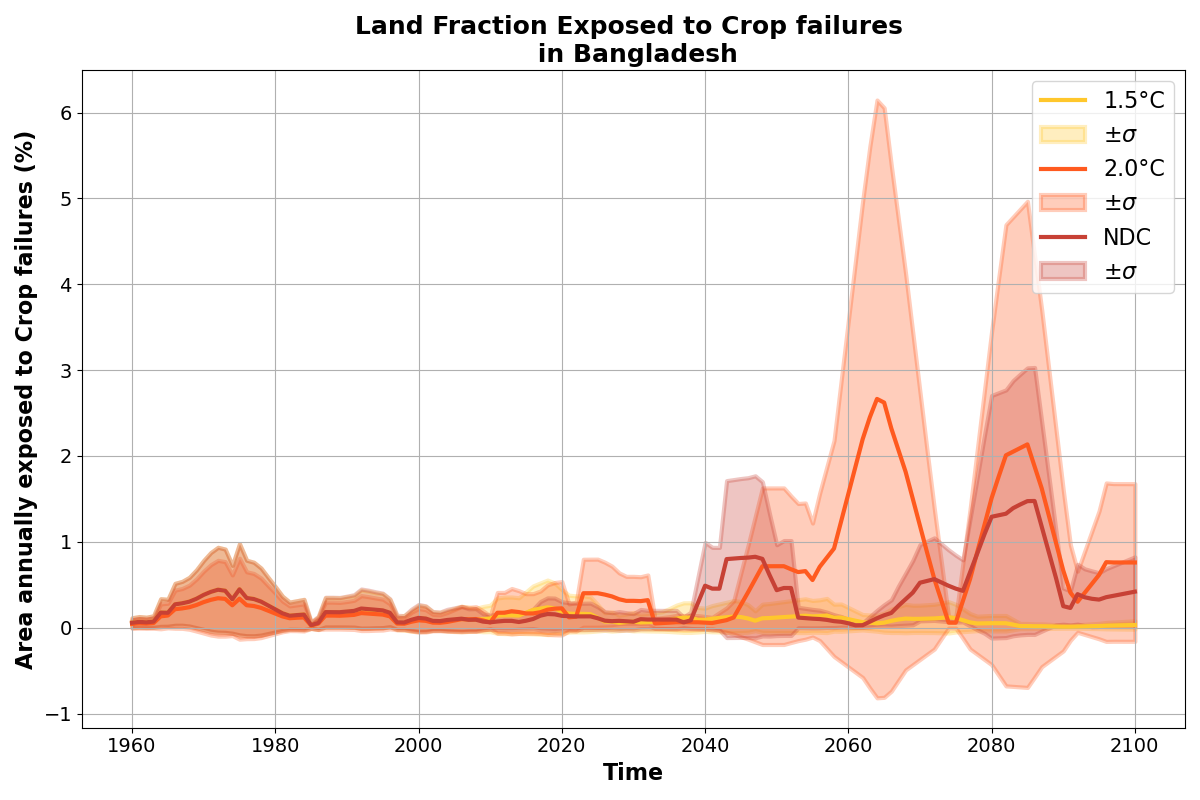 Land Fraction Exposed to Crop failures
in Bangladesh
Area annually exposed to Crop failures (%)
6
5
4
3
2
1
0
−1
1960
1980
2000
2020
2040
2060
2080
2100
Time
1.5°C
±σ
2.0°C
±σ
NDC
±σ